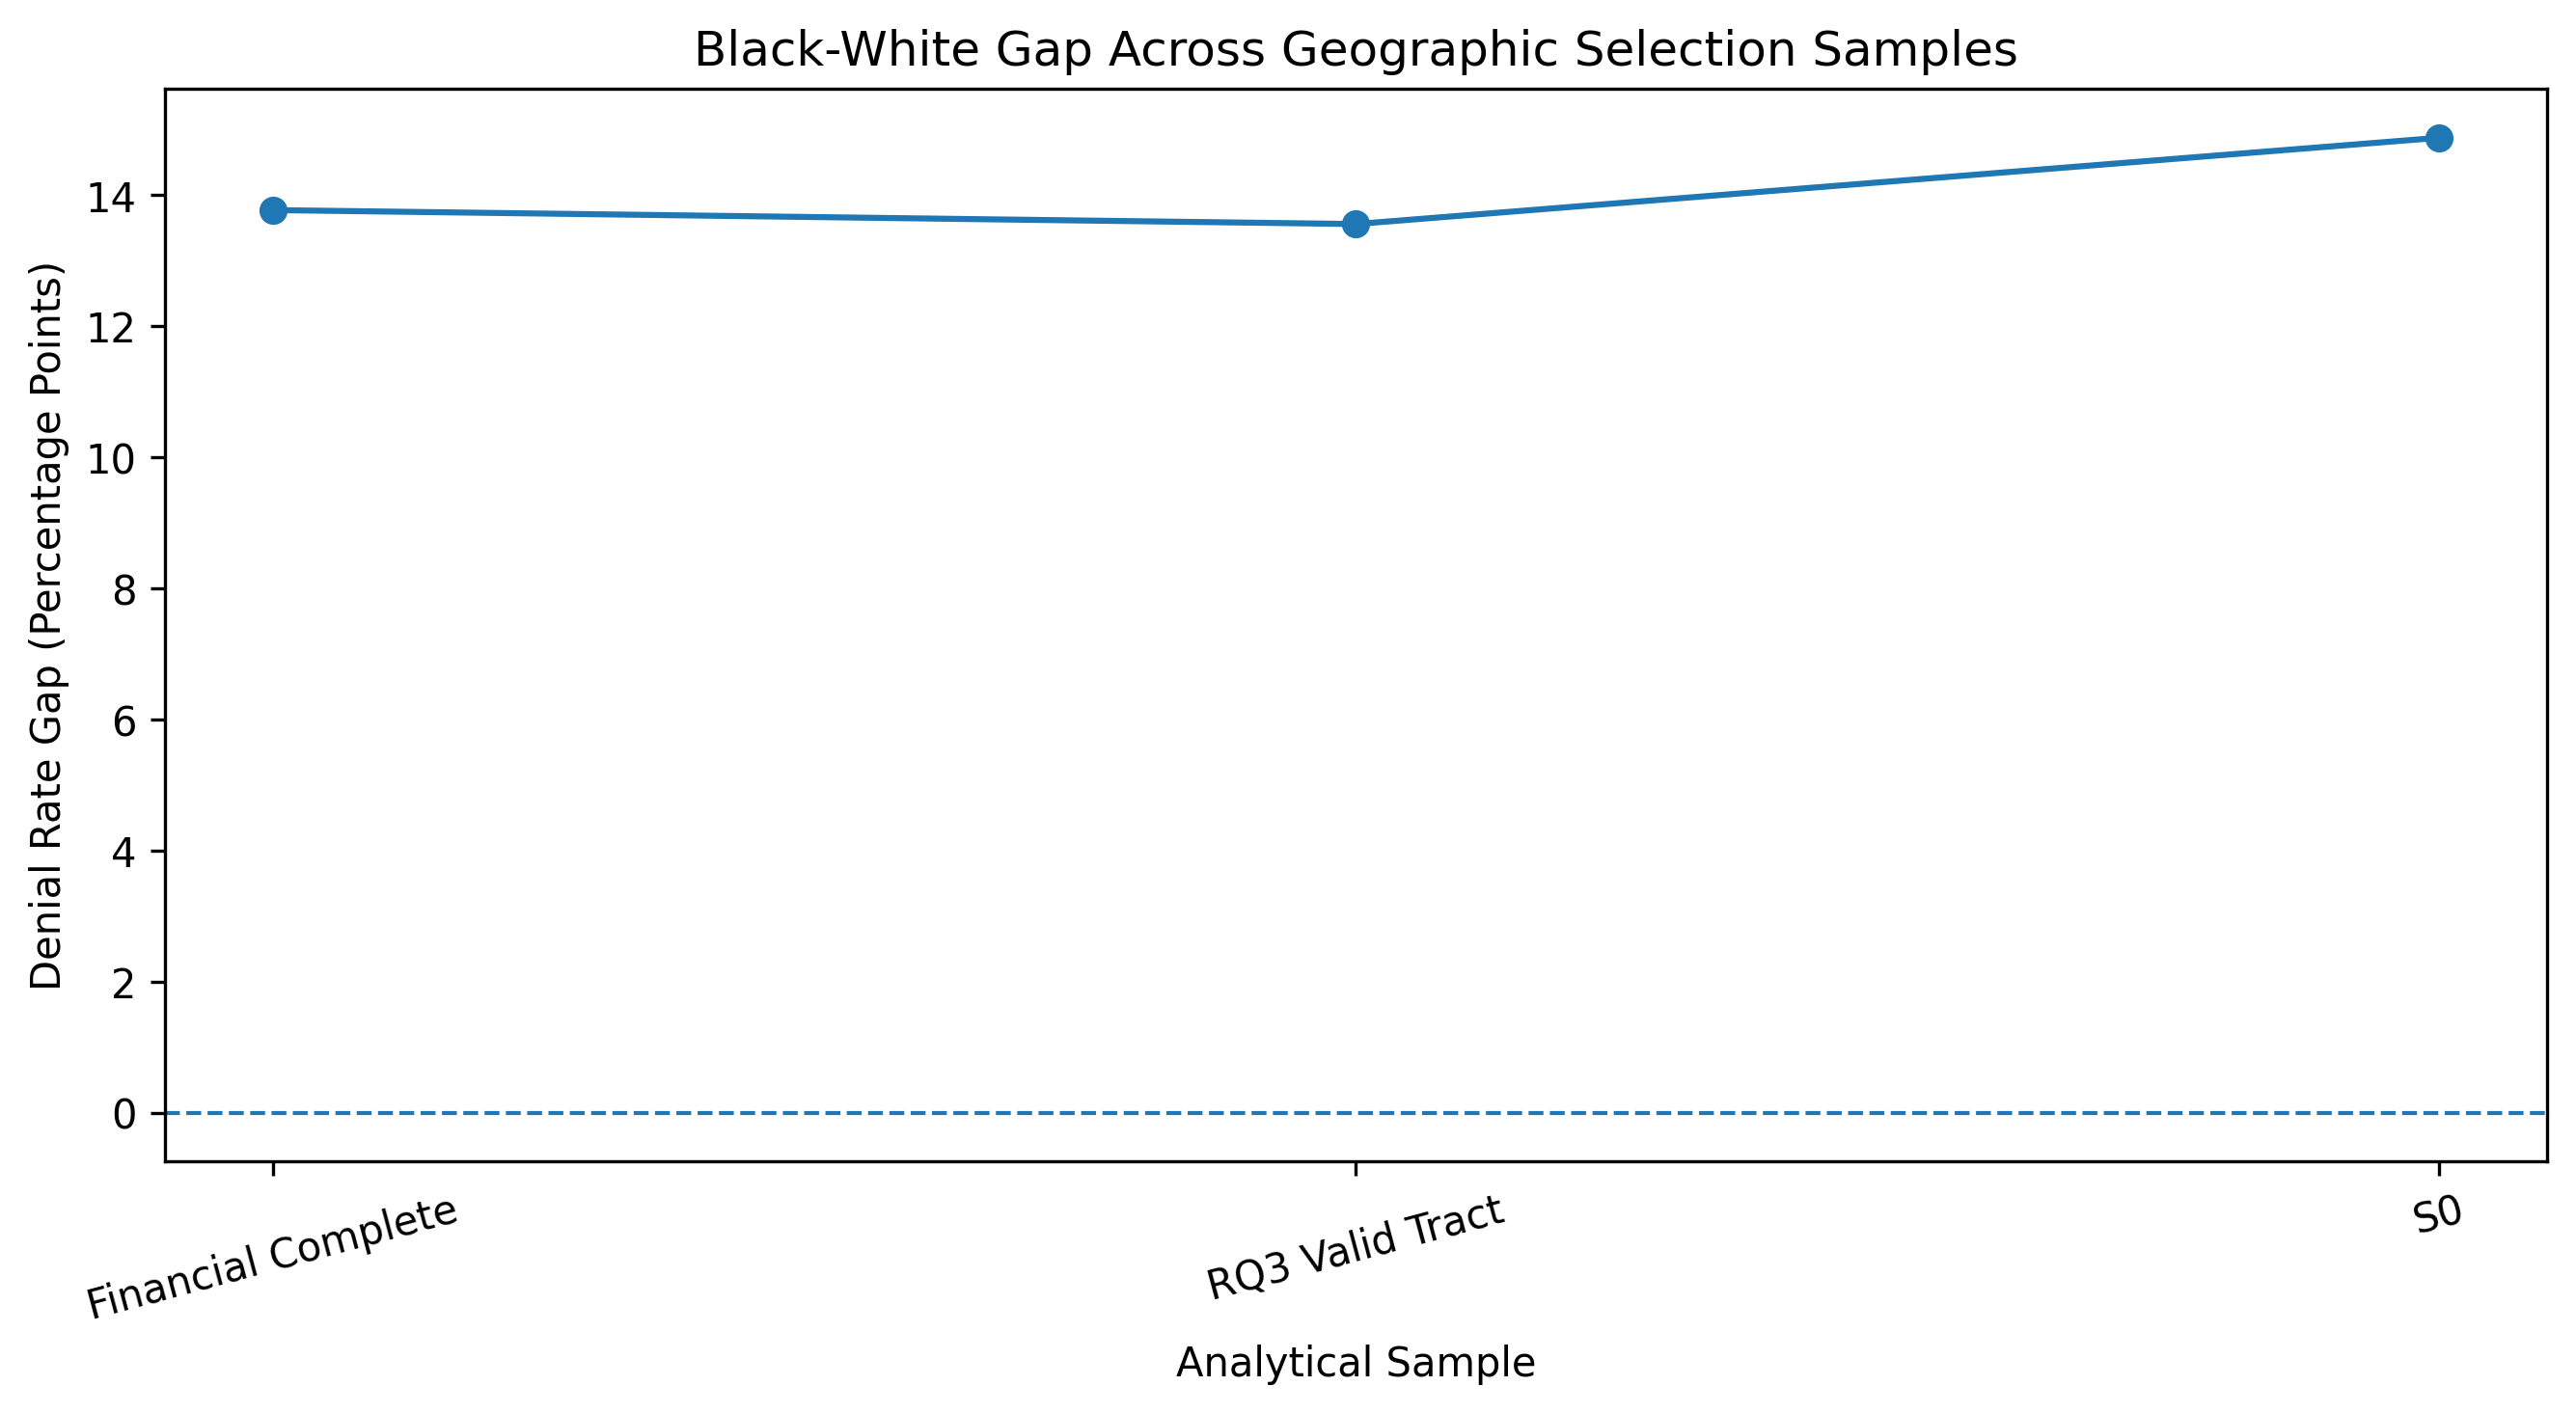 Black-White Gap Across Geographic Selection Samples
Denial Rate Gap (Percentage Points)
14
12
10
8
6
4
2
0
Financial Complete
RQ3 Valid Tract
S0
Analytical Sample